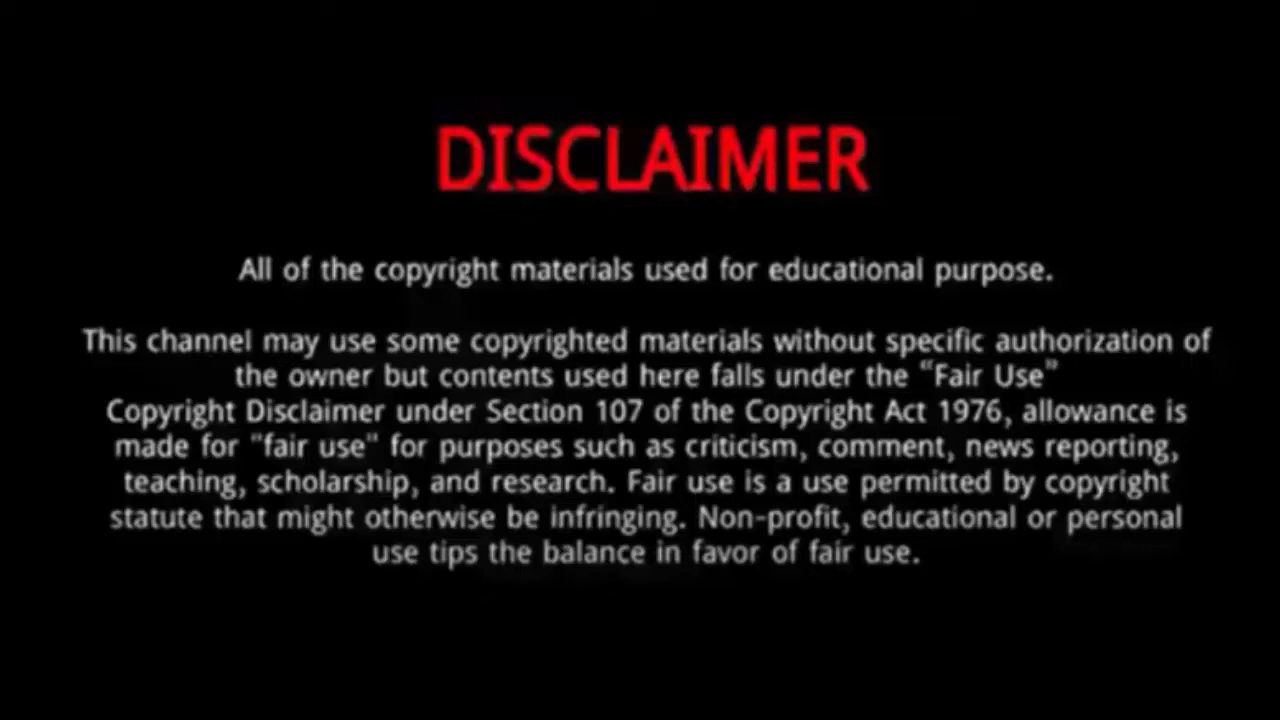 DISCLAIMER
All of the copyright materials used for educational purpose.
This channel may use some copyrighted materials without specific authorization of
the owner but contents used here falls under the “Fair Use”
Copyright Disclaimer under Section 107 of the Copyright Act 1976, allowance is
made for "fair use" for purposes such as criticism, comment, news reporting,
teaching, scholarship, and research. Fair use is a use permitted by copyright
statute that might otherwise be infringing. Non-profit, educational or personal
use tips the balance in favor of fair use.